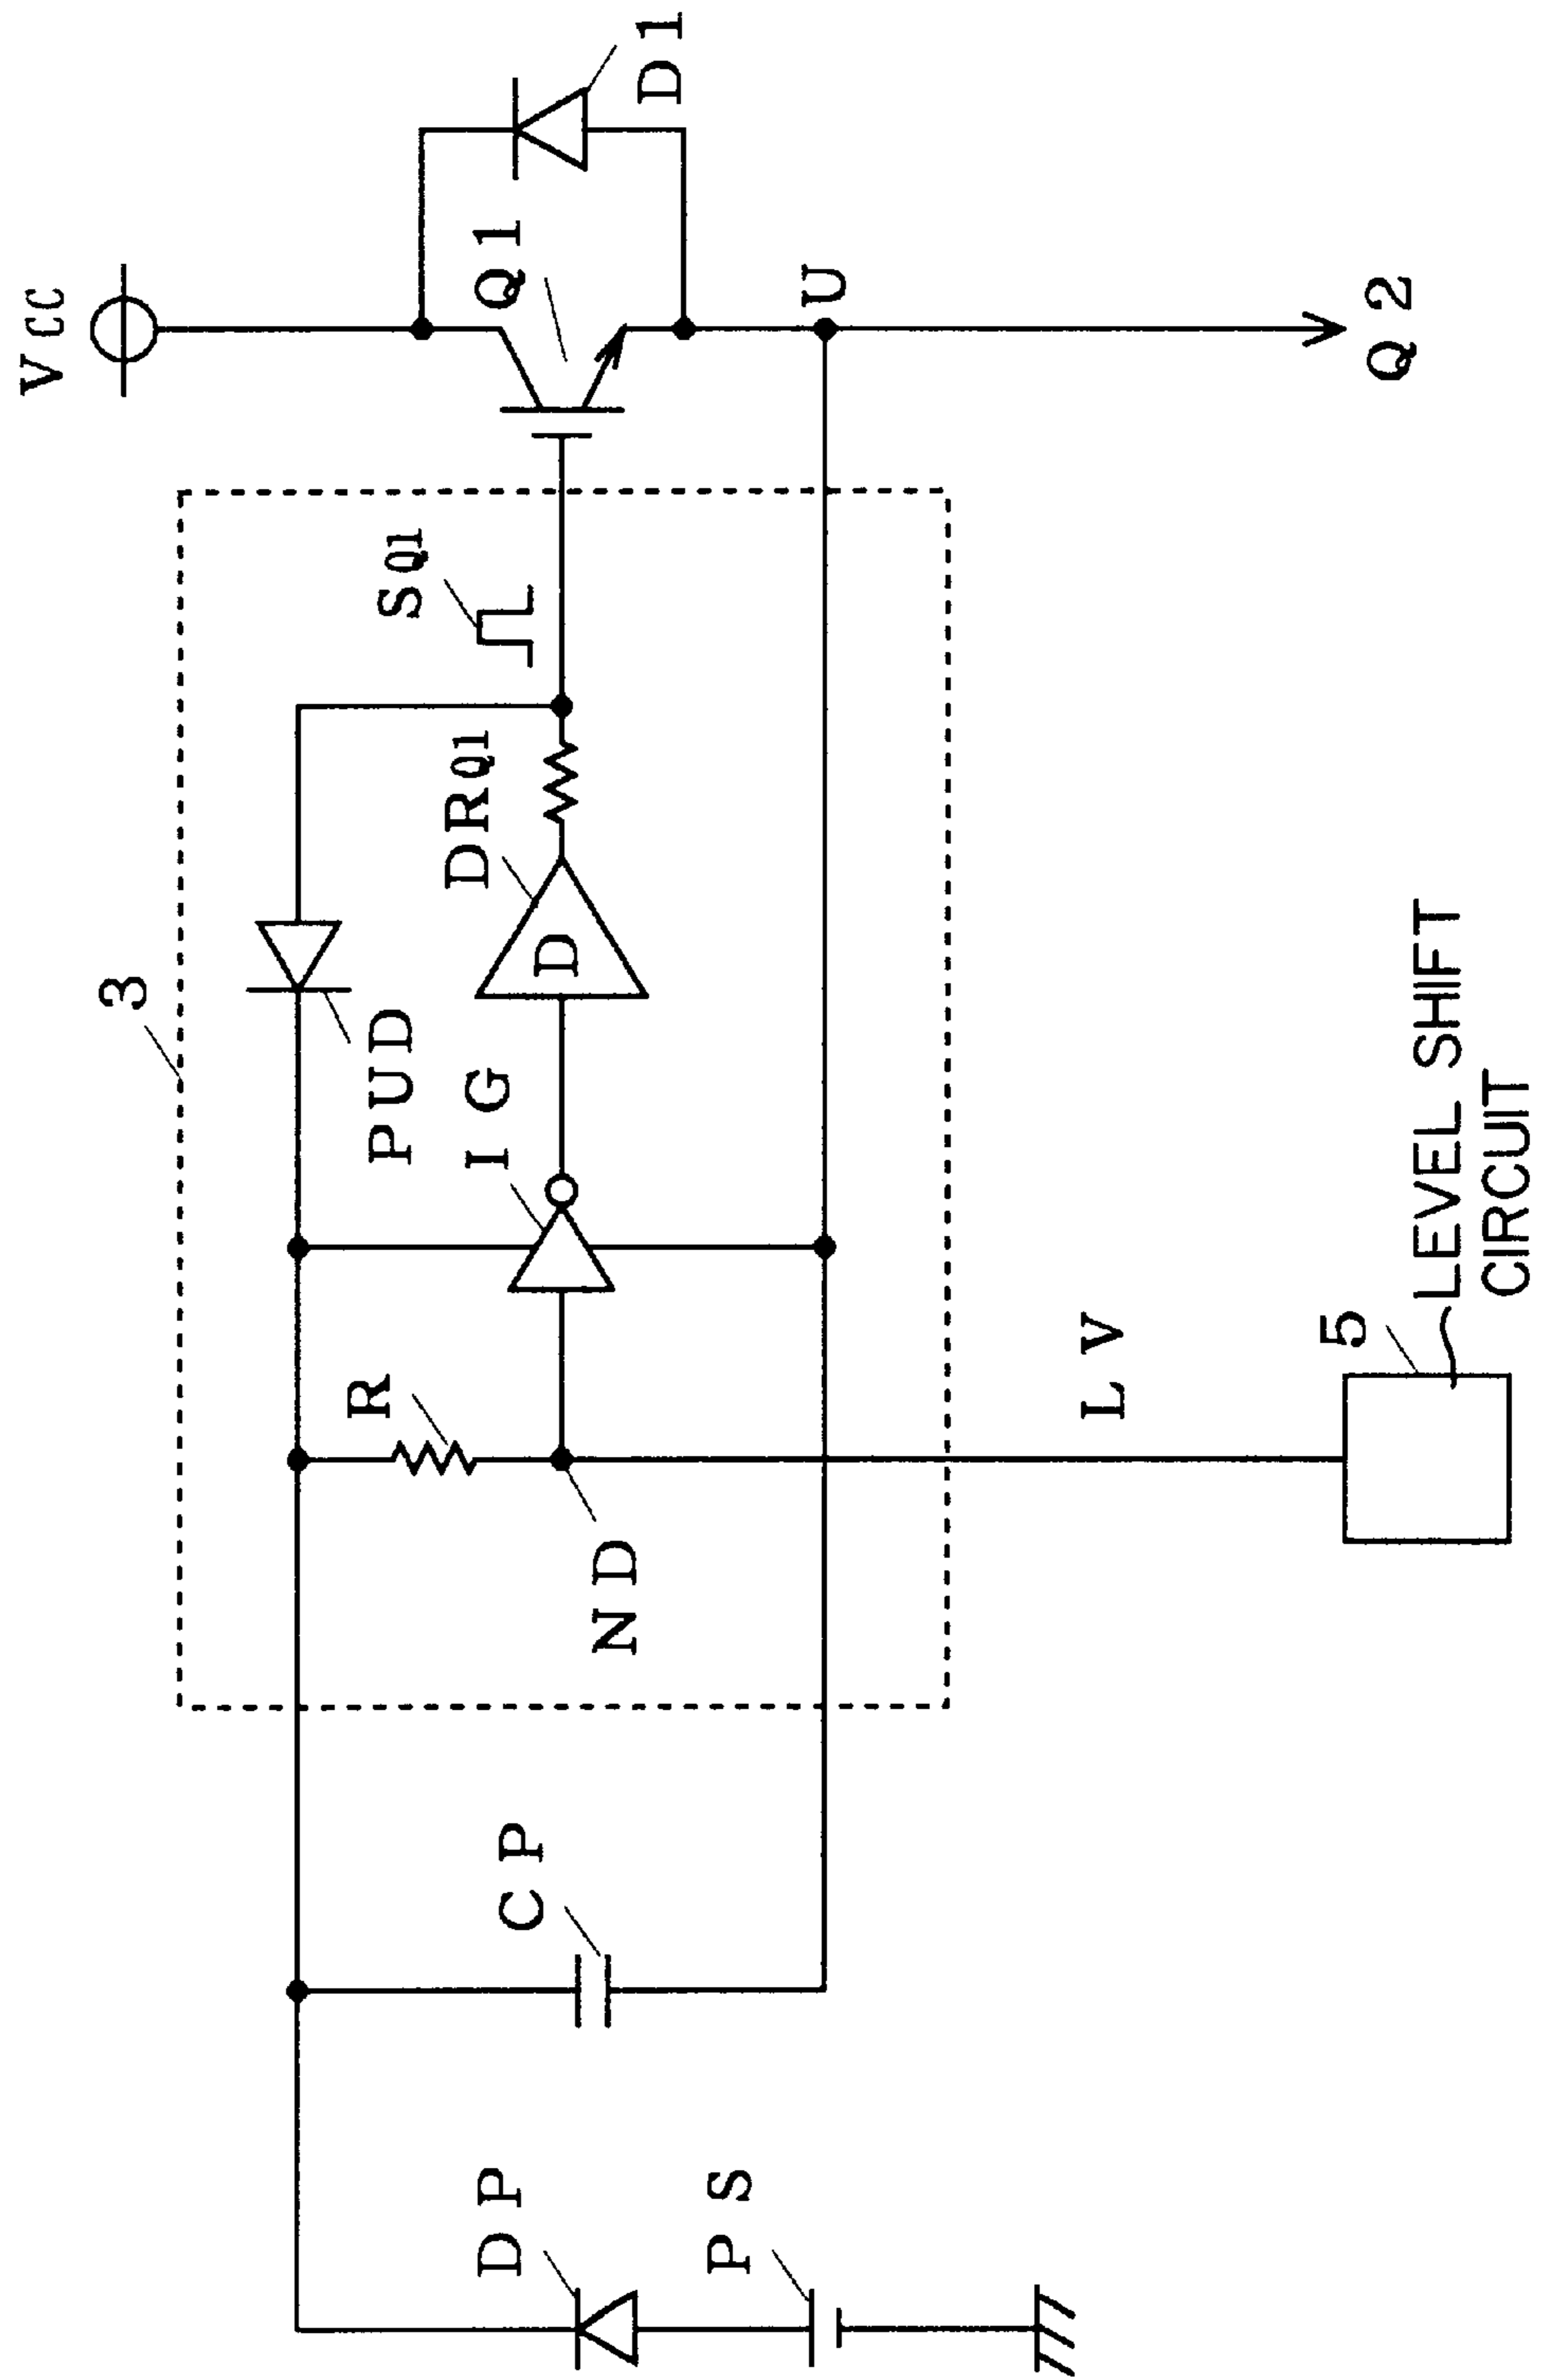 VCC
D1
Q1
U
Q2
3
SQ1
DRQ1
D
PUD
IG
R
ND
LV
5
LEVEL SHIFT
CIRCUIT
CP
DP
PS